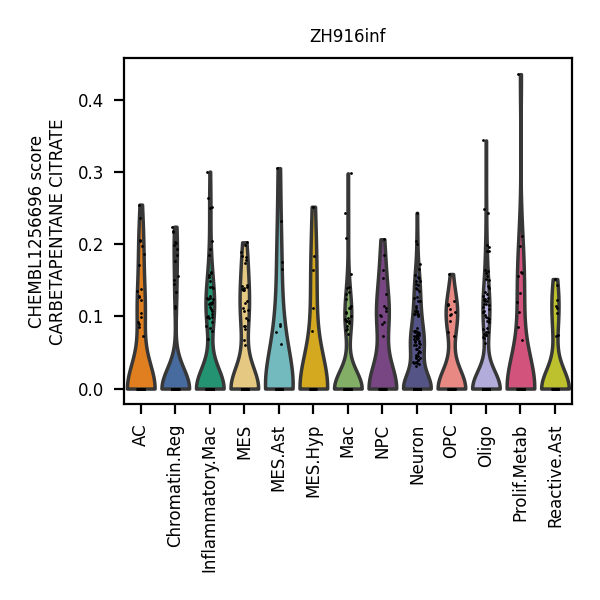 ZH916inf
CHEMBL1256696 score
CARBETAPENTANE CITRATE
0.4
0.3
0.2
0.1
0.0
AC
Chromatin.Reg
Inflammatory.Mac
MES
MES.Ast
MES.Hyp
Mac
NPC
Neuron
OPC
Oligo
Prolif.Metab
Reactive.Ast